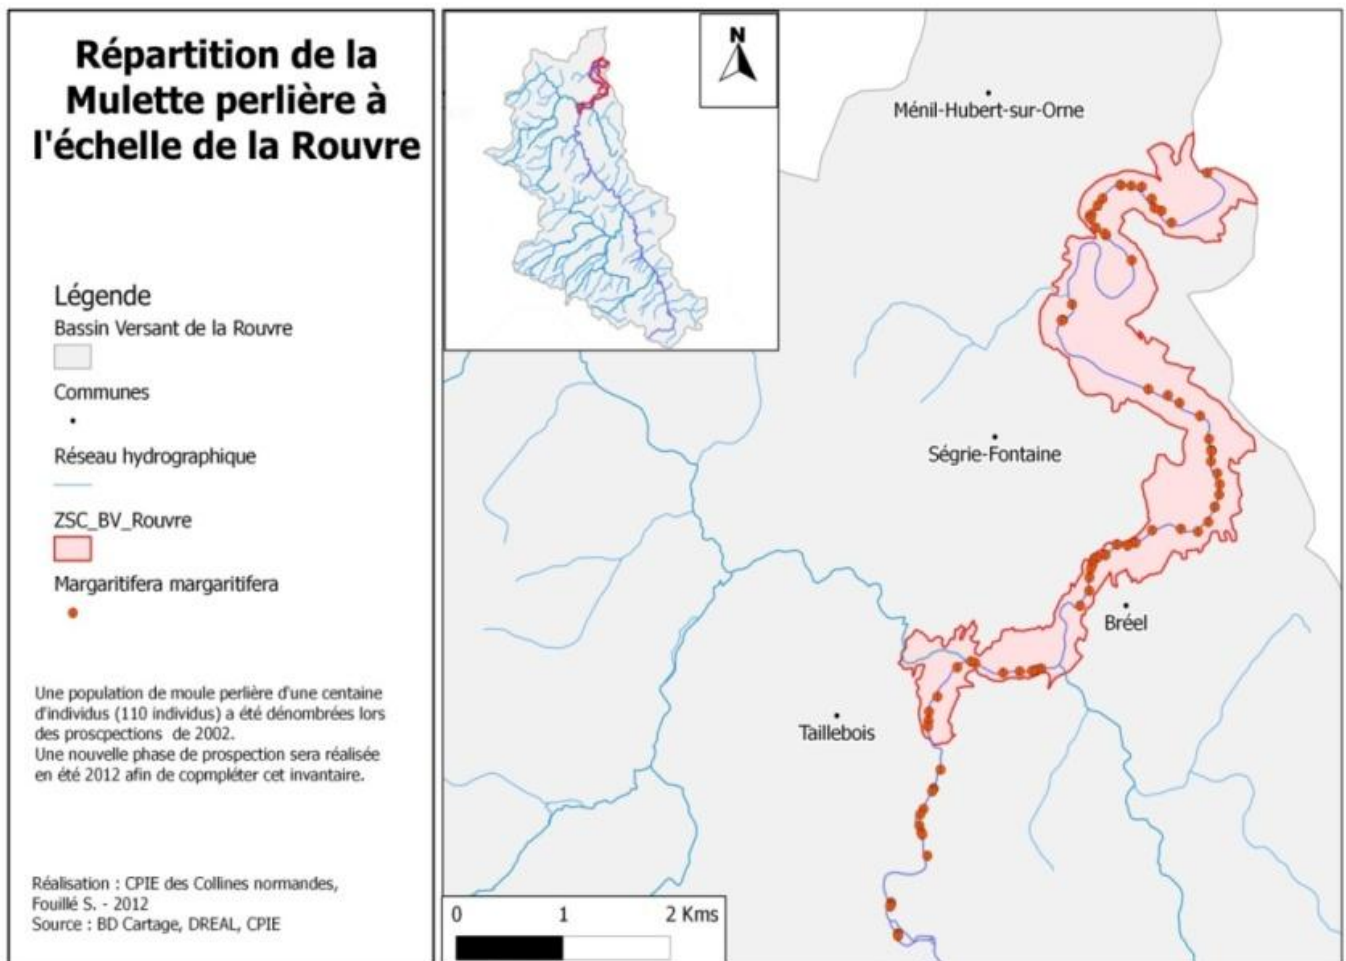 Répartition de la
Mulette perlière à
l'échelle de la Rouvre
Légende
Bassin Versant de la Rouvre
Communes
Réseau hydrographique
ZSC_BV_Rouvre
Margaritifera margaritifera
Une population de moule perlière d'une centaine
d'individus (110 individus) a été dénombrées lors
des proscpections de 2002.
Une nouvelle phase de prospection sera réalisée
en été 2012 afin de copmpléter cet invantaire.
Réalisation : CPIE des Collines normandes,
Fouillé S. - 2012
Source : BD Cartage, DREAL, CPIE
N
Ménil-Hubert-sur-Orne
Ségrie-Fontaine
Bréel
Taillebois
0 1 2 Kms